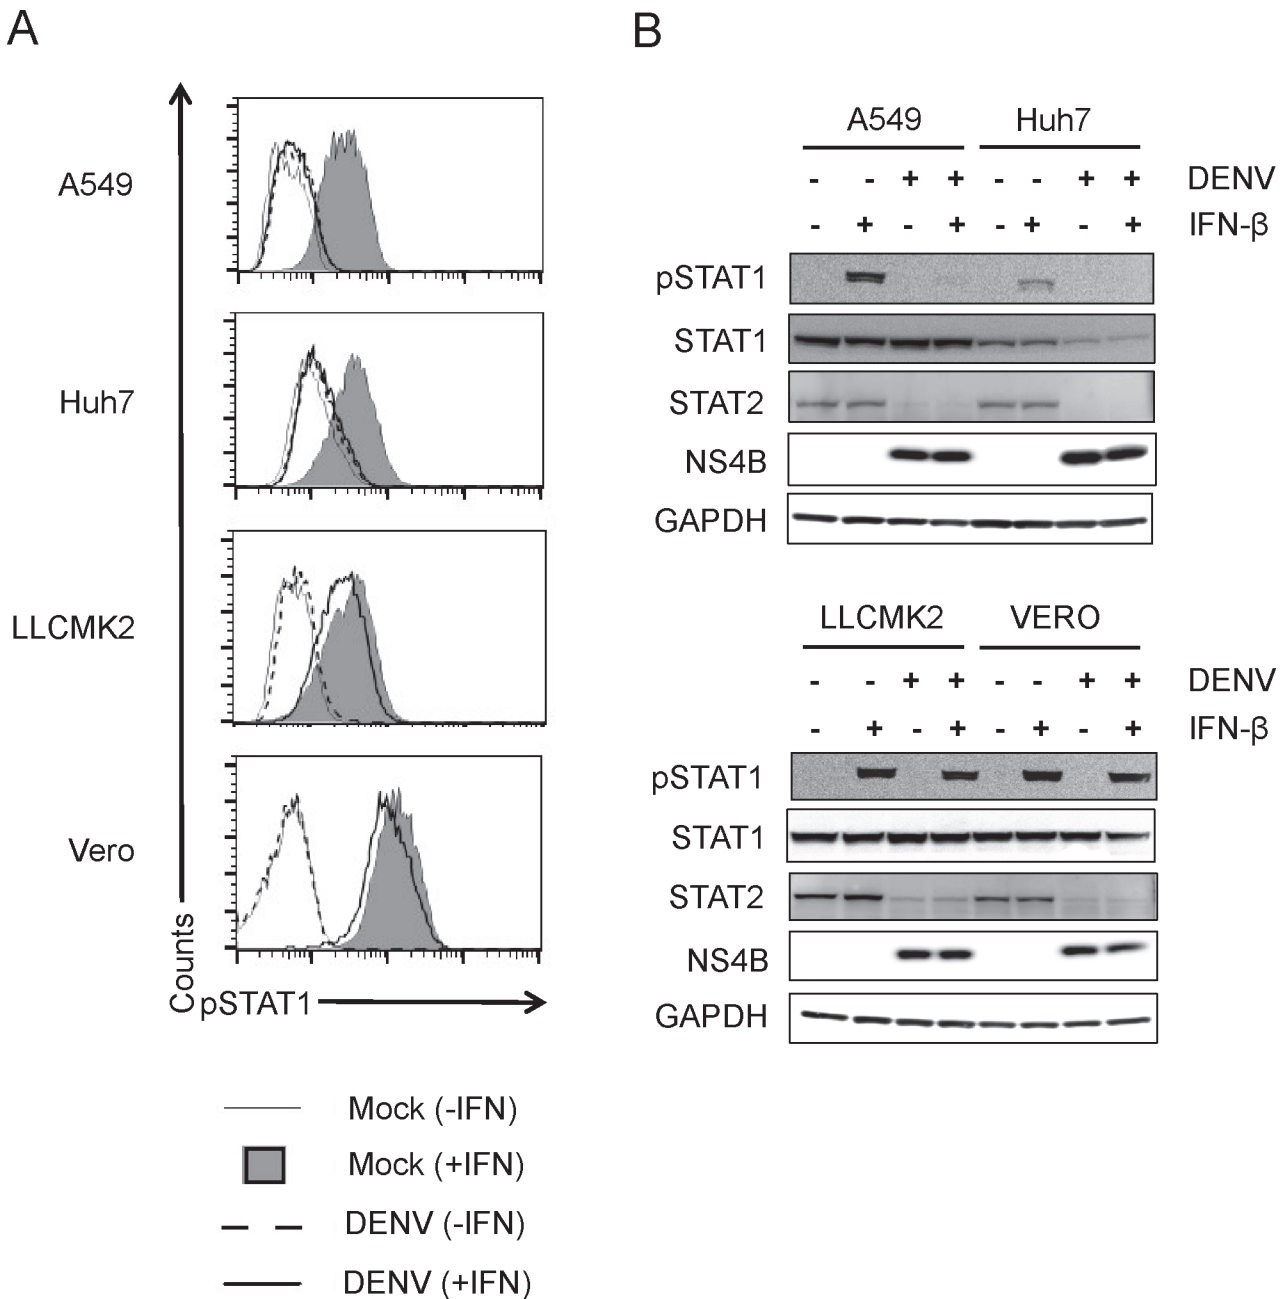 A
A549
Huh7
LLCMK2
Vero
Counts
pSTAT1
Mock (-IFN)
Mock (+IFN)
DENV (-IFN)
DENV (+IFN)
B
A549 Huh7
- - + + - - + + DENV
- + - + - + - + IFN-β
pSTAT1
STAT1
STAT2
NS4B
GAPDH
LLCMK2 VERO
- - + + - - + + DENV
- + - + - + - + IFN-β
pSTAT1
STAT1
STAT2
NS4B
GAPDH